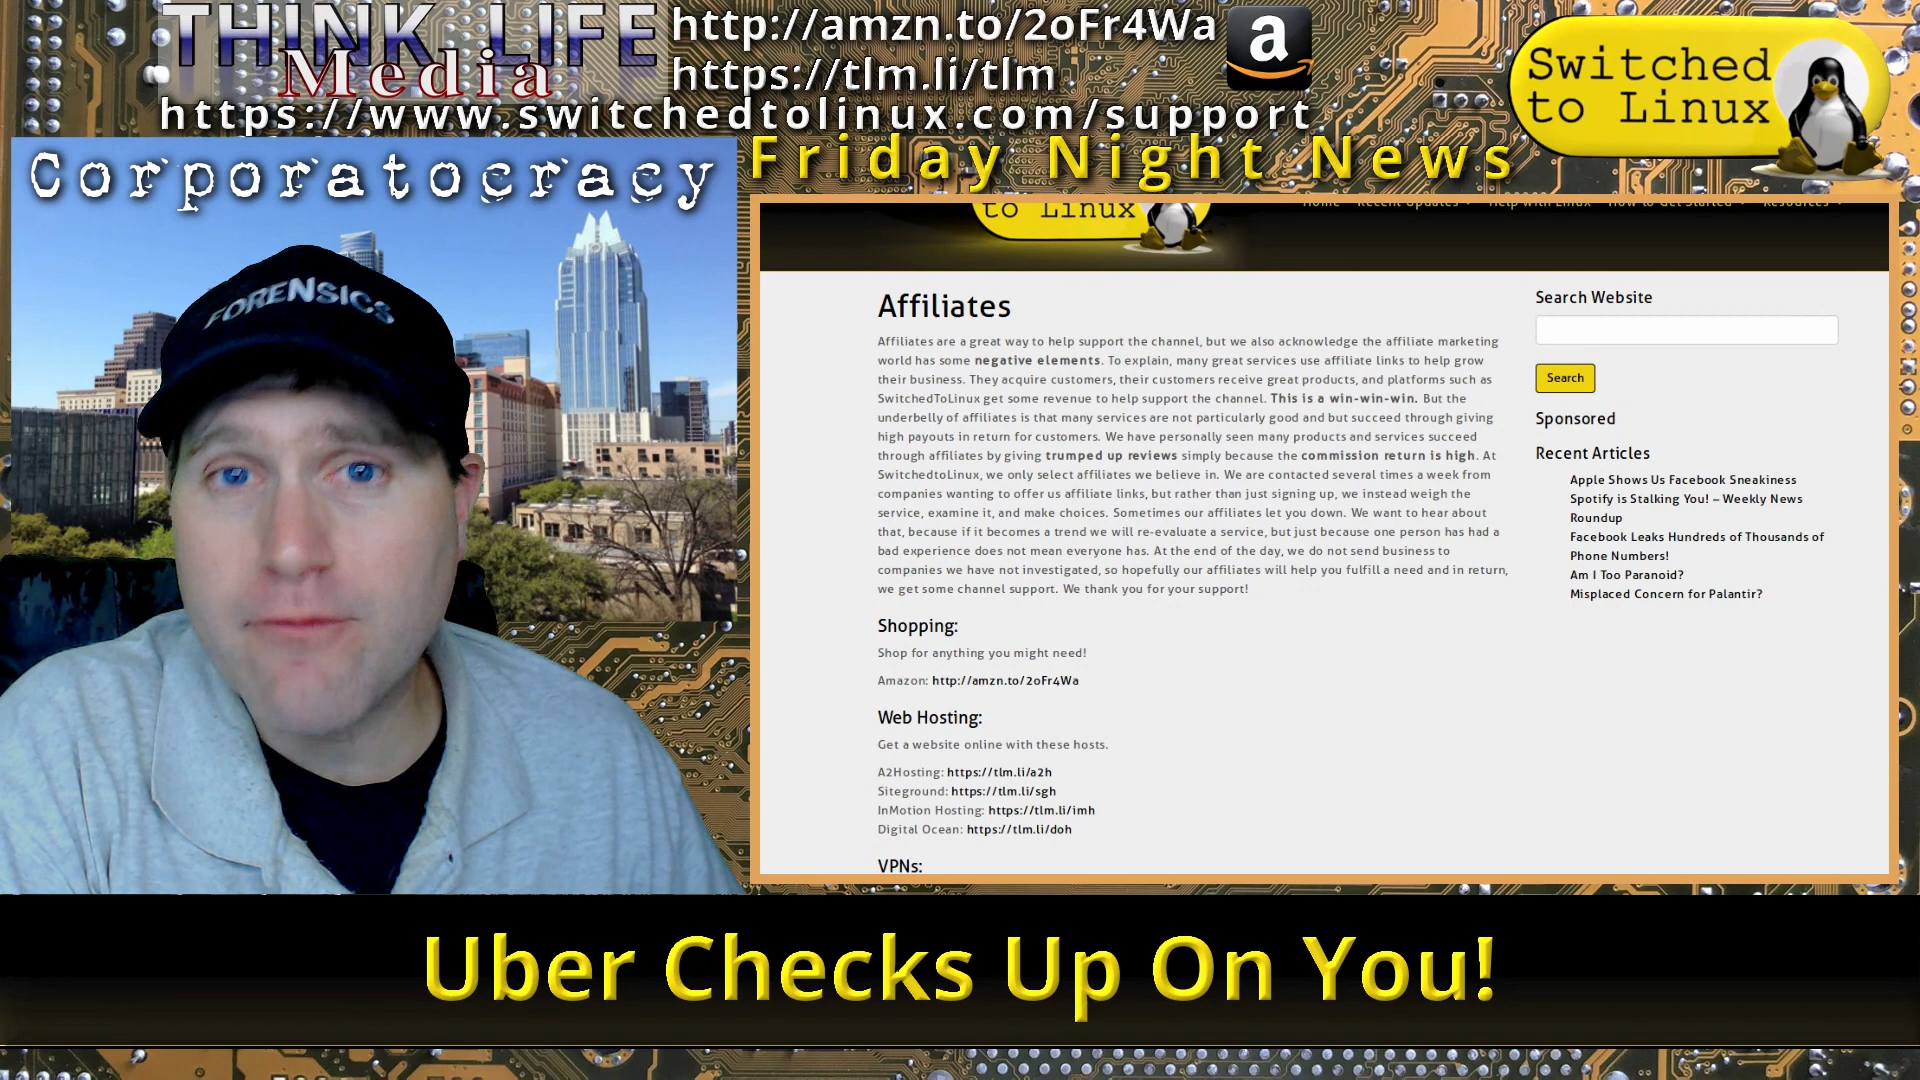 THINK LIFE
Media
http://amzn.to/2oFr4Wa
https://tlm.li/tlm
https://www.switchedtolinux.com/support
a
Switched
to Linux
Corporatocracy
Friday Night News
FORENSICS
to Linux
Home Recent Updates Help with Linux How to Get Started Resources
Affiliates
Affiliates are a great way to help support the channel, but we also acknowledge the affiliate marketing
world has some negative elements. To explain, many great services use affiliate links to help grow
their business. They acquire customers, their customers receive great products, and platforms such as
SwitchedToLinux get some revenue to help support the channel. This is a win-win-win. But the
underbelly of affiliates is that many services are not particularly good and but succeed through giving
high payouts in return for customers. We have personally seen many products and services succeed
through affiliates by giving trumped up reviews simply because the commission return is high. At
SwitchedtoLinux, we only select affiliates we believe in. We are contacted several times a week from
companies wanting to offer us affiliate links, but rather than just signing up, we instead weigh the
service, examine it, and make choices. Sometimes our affiliates let you down. We want to hear about
that, because if it becomes a trend we will re-evaluate a service, but just because one person has had a
bad experience does not mean everyone has. At the end of the day, we do not send business to
companies we have not investigated, so hopefully our affiliates will help you fulfill a need and in return,
we get some channel support. We thank you for your support!
Shopping:
Shop for anything you might need!
Amazon: http://amzn.to/2oFr4Wa
Web Hosting:
Get a website online with these hosts.
A2Hosting: https://tlm.li/a2h
Siteground: https://tlm.li/sgh
InMotion Hosting: https://tlm.li/imh
Digital Ocean: https://tlm.li/doh
VPNs:
Search Website
Search
Sponsored
Recent Articles
Apple Shows Us Facebook Sneakiness
Spotify is Stalking You! – Weekly News
Roundup
Facebook Leaks Hundreds of Thousands of
Phone Numbers!
Am I Too Paranoid?
Misplaced Concern for Palantir?
Uber Checks Up On You!